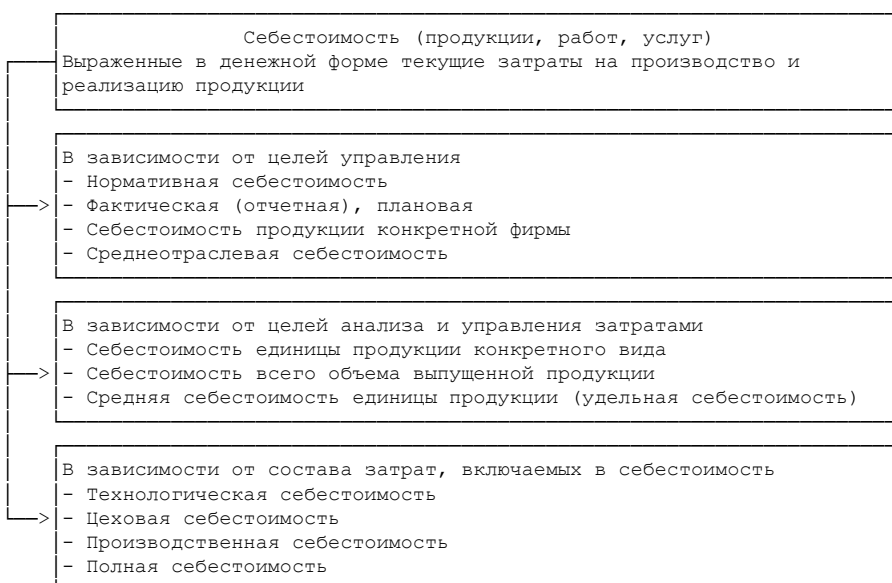 Себестоимость (продукции, работ, услуг)
Выраженные в денежной форме текущие затраты на производство и
реализацию продукции
В зависимости от целей управления
- Нормативная себестоимость
- Фактическая (отчетная), плановая
- Себестоимость продукции конкретной фирмы
- Среднеотраслевая себестоимость
В зависимости от целей анализа и управления затратами
- Себестоимость единицы продукции конкретного вида
- Себестоимость всего объема выпущенной продукции
- Средняя себестоимость единицы продукции (удельная себестоимость)
В зависимости от состава затрат, включаемых в себестоимость
- Технологическая себестоимость
- Цеховая себестоимость
- Производственная себестоимость
- Полная себестоимость